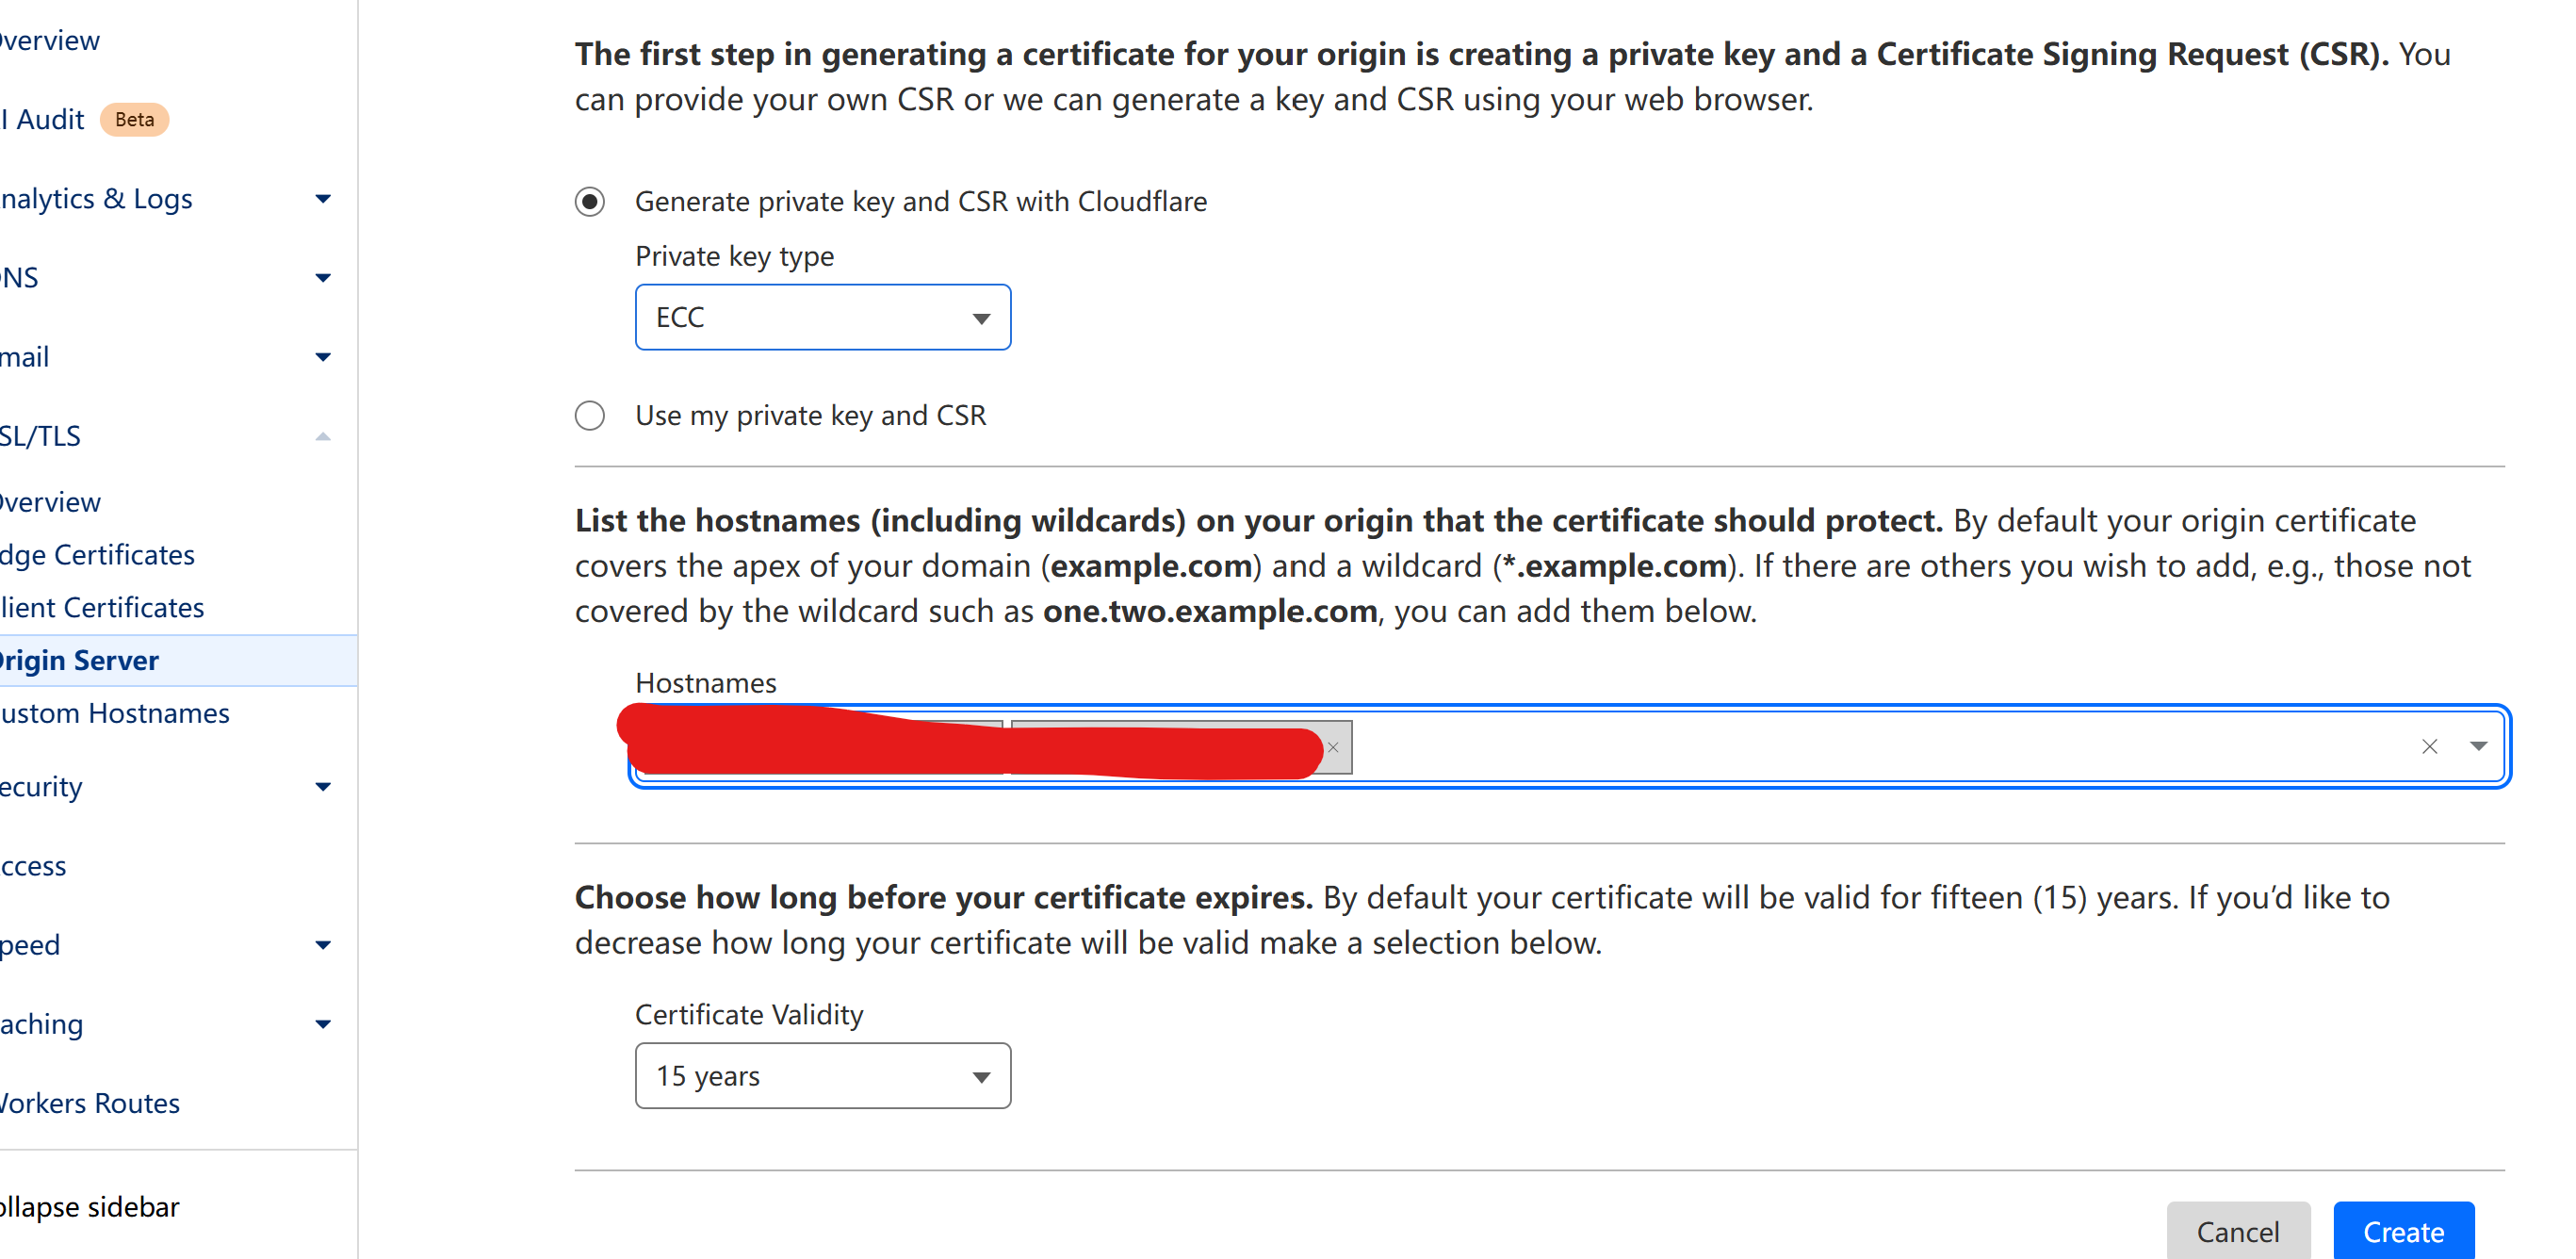 verview
I Audit Beta
nalytics & Logs
NS
mail
SL/TLS
verview
dge Certificates
lient Certificates
rigin Server
ustom Hostnames
ecurity
ccess
peed
aching
orkers Routes
ollapse sidebar
The first step in generating a certificate for your origin is creating a private key and a Certificate Signing Request (CSR). You
can provide your own CSR or we can generate a key and CSR using your web browser.
Generate private key and CSR with Cloudflare
Private key type
ECC
Use my private key and CSR
List the hostnames (including wildcards) on your origin that the certificate should protect. By default your origin certificate
covers the apex of your domain (example.com) and a wildcard (*.example.com). If there are others you wish to add, e.g., those not
covered by the wildcard such as one.two.example.com, you can add them below.
Hostnames
Choose how long before your certificate expires. By default your certificate will be valid for fifteen (15) years. If you’d like to
decrease how long your certificate will be valid make a selection below.
Certificate Validity
15 years
Cancel Create